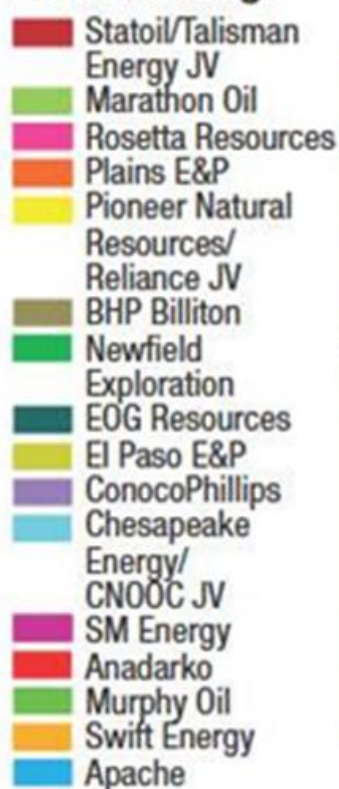 Statoil/Talisman
Energy JV
Marathon Oil
Rosetta Resources
Plains E&P
Pioneer Natural
Resources/
Reliance JV
BHP Billiton
Newfield
Exploration
EOG Resources
El Paso E&P
ConocoPhillips
Chesapeake
Energy/
CNOOC JV
SM Energy
Anadarko
Murphy Oil
Swift Energy
Apache